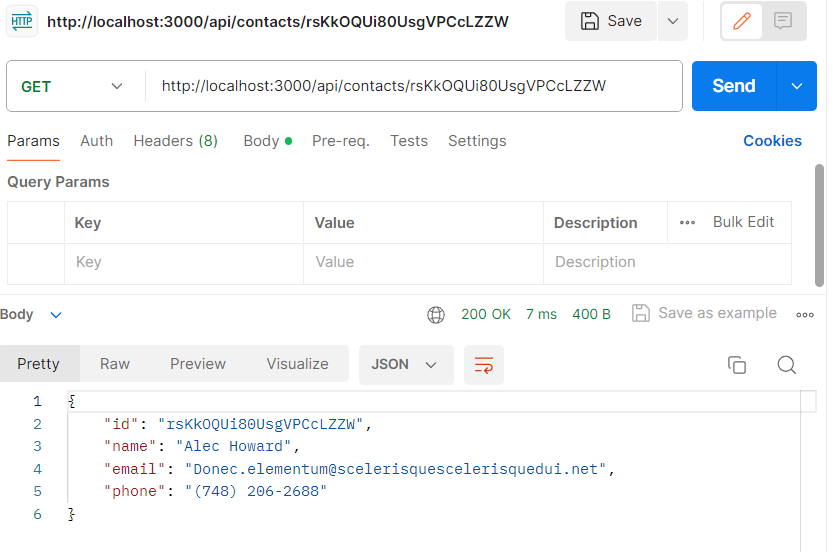 HTTP http://localhost:3000/api/contacts/rsKkOQUi80UsgVPCcLZZW Save
GET http://localhost:3000/api/contacts/rsKkOQUi80UsgVPCcLZZW Send
Params Auth Headers (8) Body Pre-req. Tests Settings Cookies
Query Params
Key Value Description Bulk Edit
Key Value Description
Body 200 OK 7 ms 400 B Save as example
Pretty Raw Preview Visualize JSON
1 {
2 "id": "rsKkOQUi80UsgVPCcLZZW",
3 "name": "Alec Howard",
4 "email": "Donec.elementum@scelerisquescelerisquedui.net",
5 "phone": "(748) 206-2688"
6 }